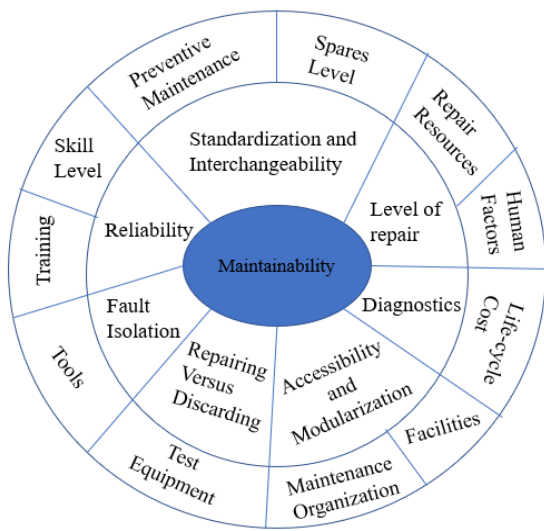 Preventive
Maintenance
Spares
Level
Repair
Resources
Human
Factors
Life-cycle
Cost
Facilities
Maintenance
Organization
Test
Equipment
Tools
Training
Skill
Level
Standardization and
Interchangeability
Level of
repair
Diagnostics
Accessibility
and
Modularization
Repairing
Versus
Discarding
Fault
Isolation
Reliability
Maintainability